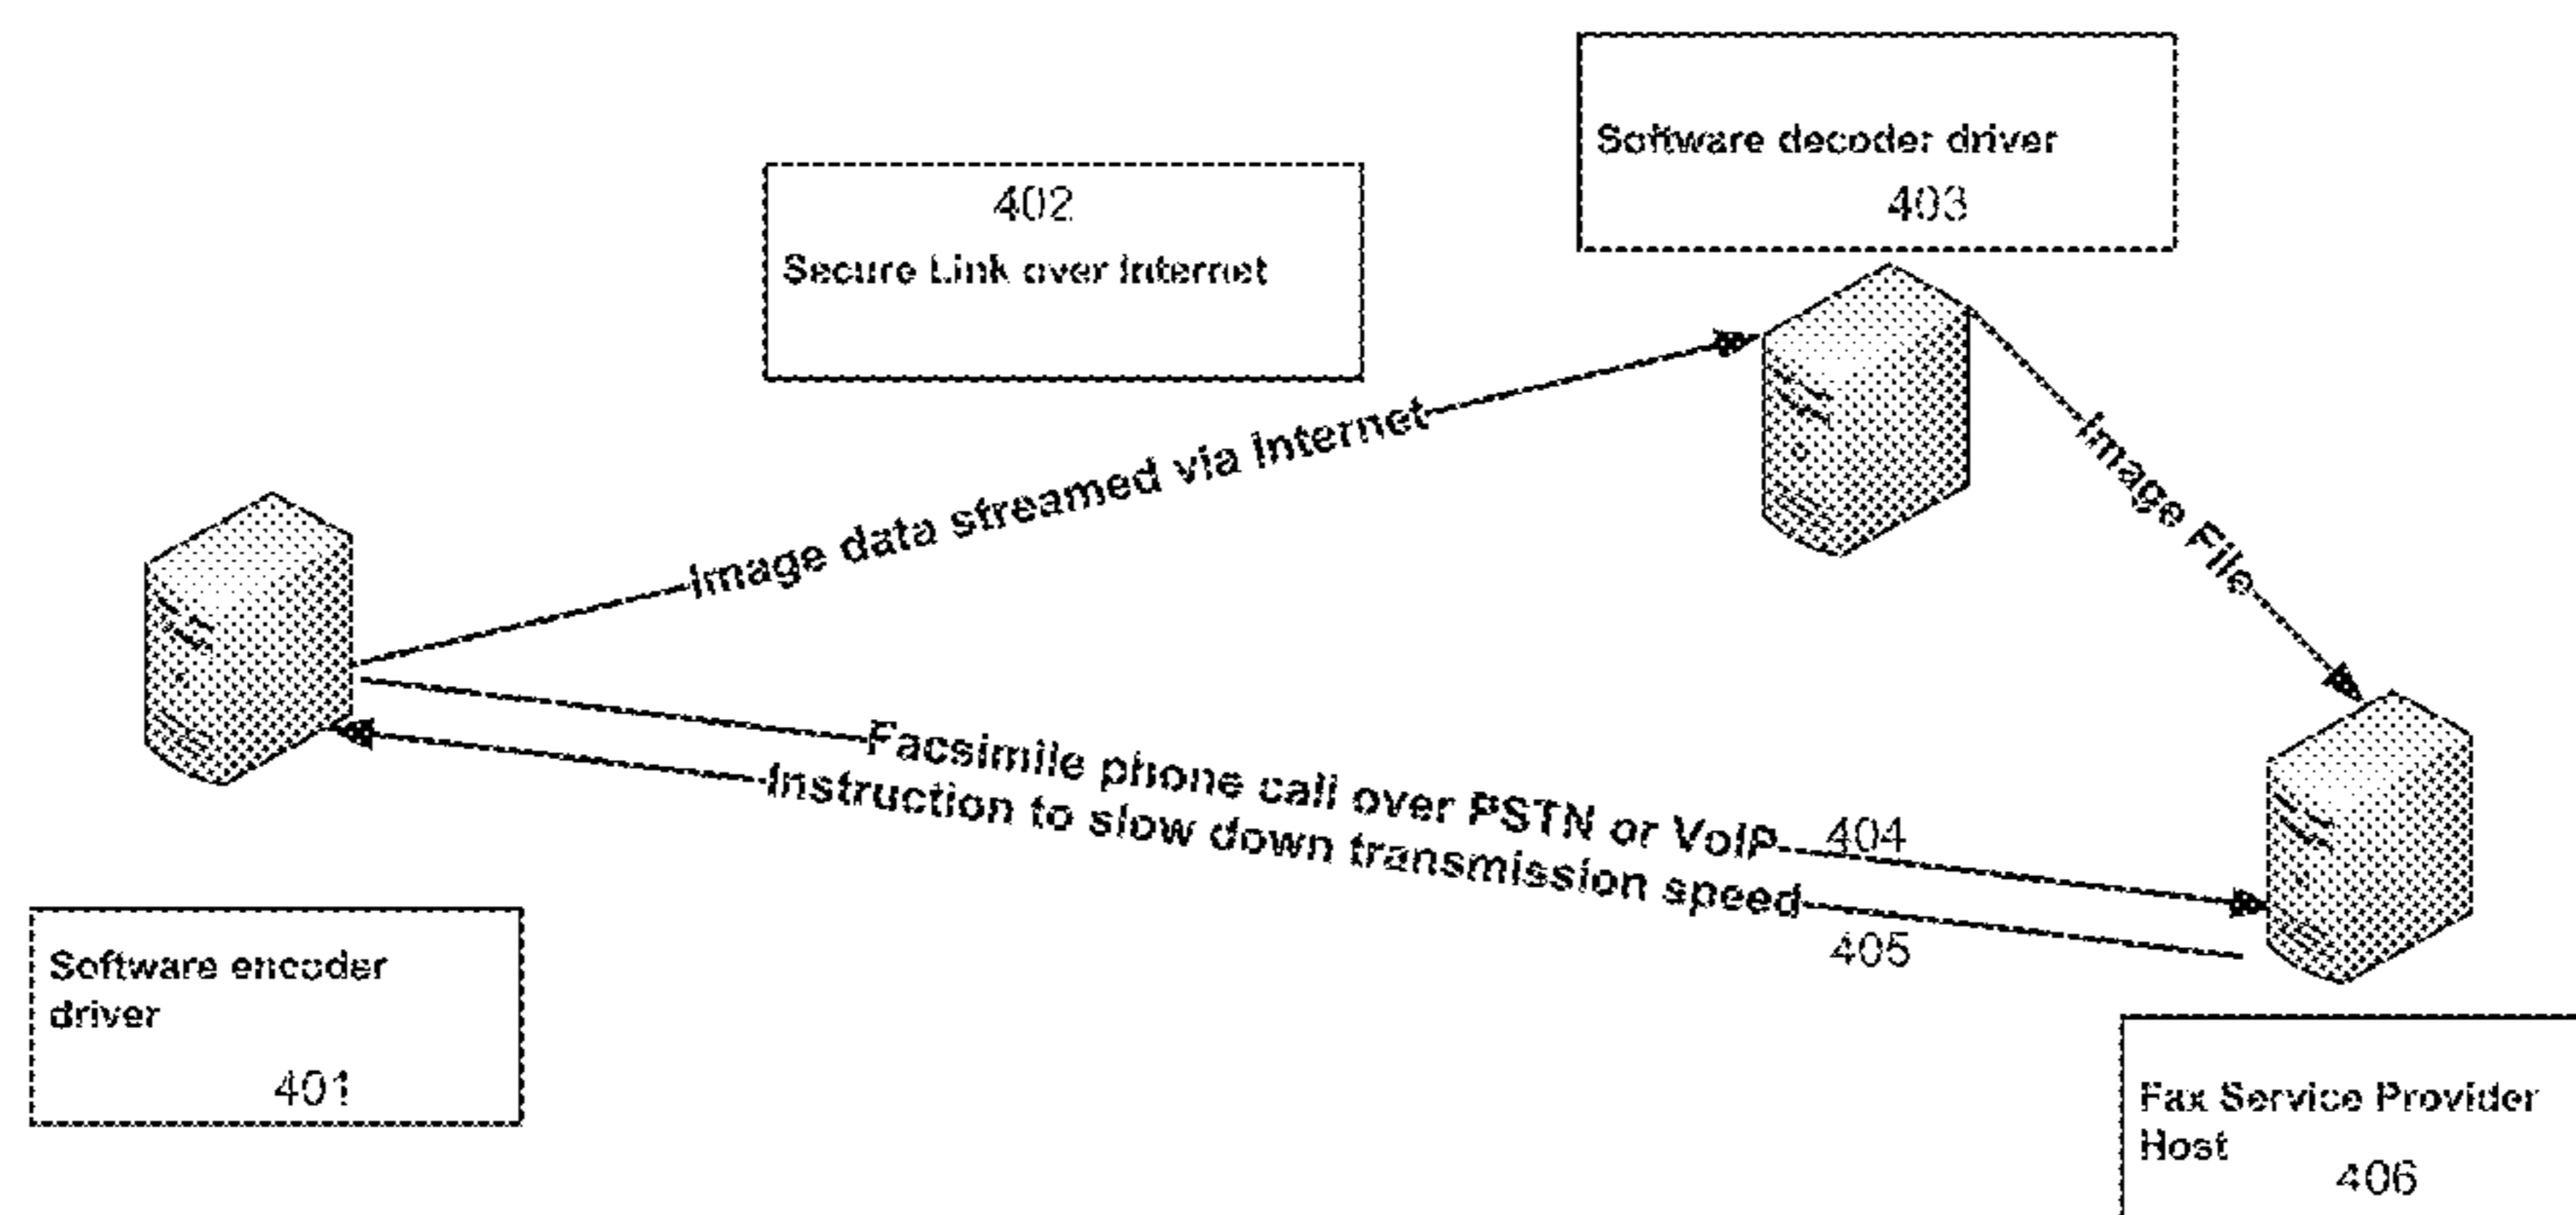 Software decoder driver
403
402
Secure Link over Internet
Image data streamed via Internet
Image File
Facsimile phone call over PSTN or VoIP 404
Instruction to slow down transmission speed
405
Software encoder
driver
401
Fax Service Provider
Host
406